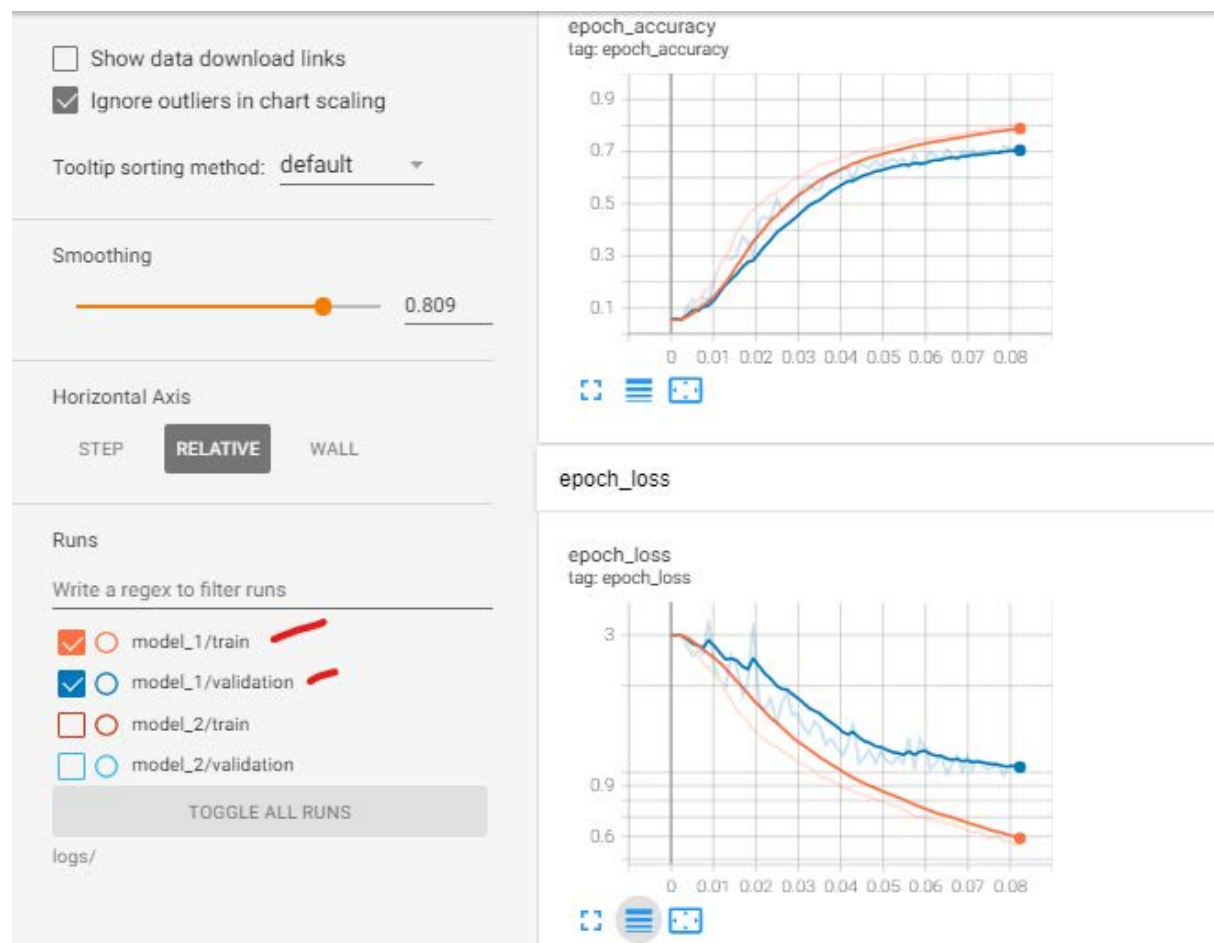 Show data download links
Ignore outliers in chart scaling
Tooltip sorting method: default
Smoothing
0.809
Horizontal Axis
STEP RELATIVE WALL
Runs
Write a regex to filter runs
model_1/train
model_1/validation
model_2/train
model_2/validation
TOGGLE ALL RUNS
logs/
epoch_accuracy
tag: epoch_accuracy
0.9
0.7
0.5
0.3
0.1
0 0.01 0.02 0.03 0.04 0.05 0.06 0.07 0.08
epoch_loss
epoch_loss
tag: epoch_loss
3
0.9
0.6
0 0.01 0.02 0.03 0.04 0.05 0.06 0.07 0.08